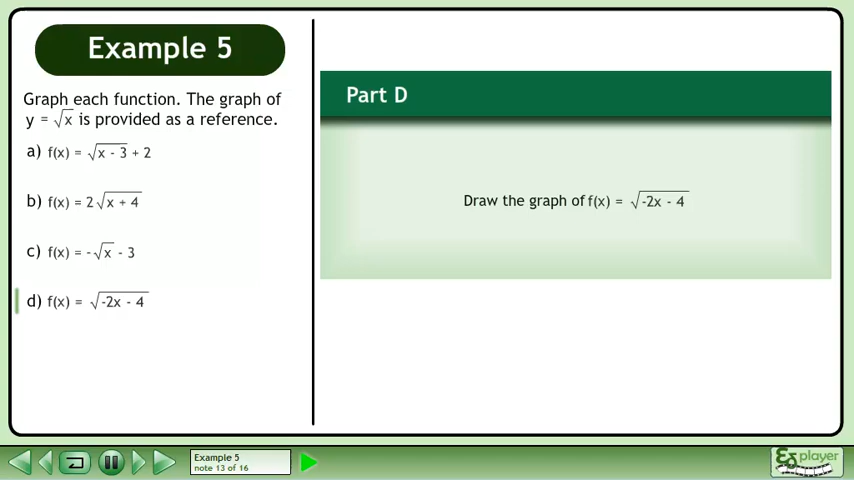 Example 5
Graph each function. The graph of
y = √x is provided as a reference.
a) f(x) = √x - 3 + 2
b) f(x) = 2√x + 4
c) f(x) = -√x - 3
d) f(x) = √-2x - 4
Part D
Draw the graph of f(x) = √-2x - 4
Example 5
note 13 of 16
player